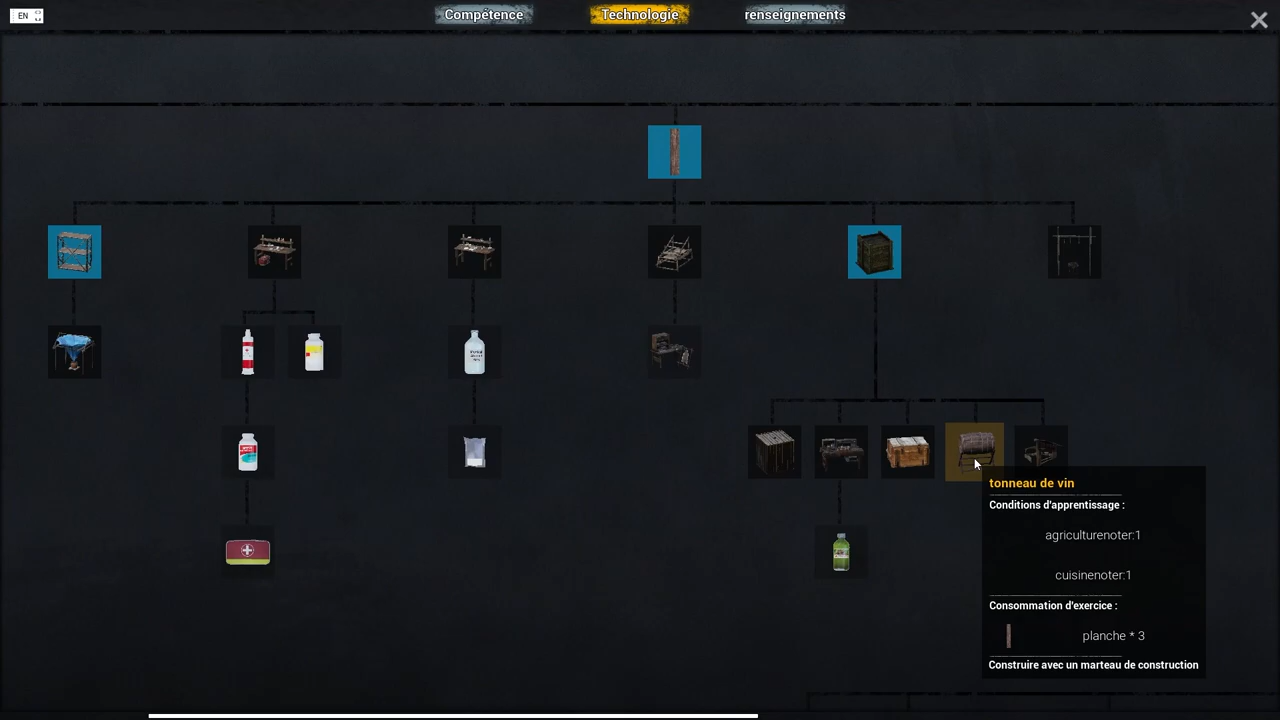 EN
Compétence
Technologie
renseignements
tonneau de vin
Conditions d'apprentissage :
agriculturenoter:1
cuisinenoter:1
Consommation d'exercice :
planche * 3
Construire avec un marteau de construction